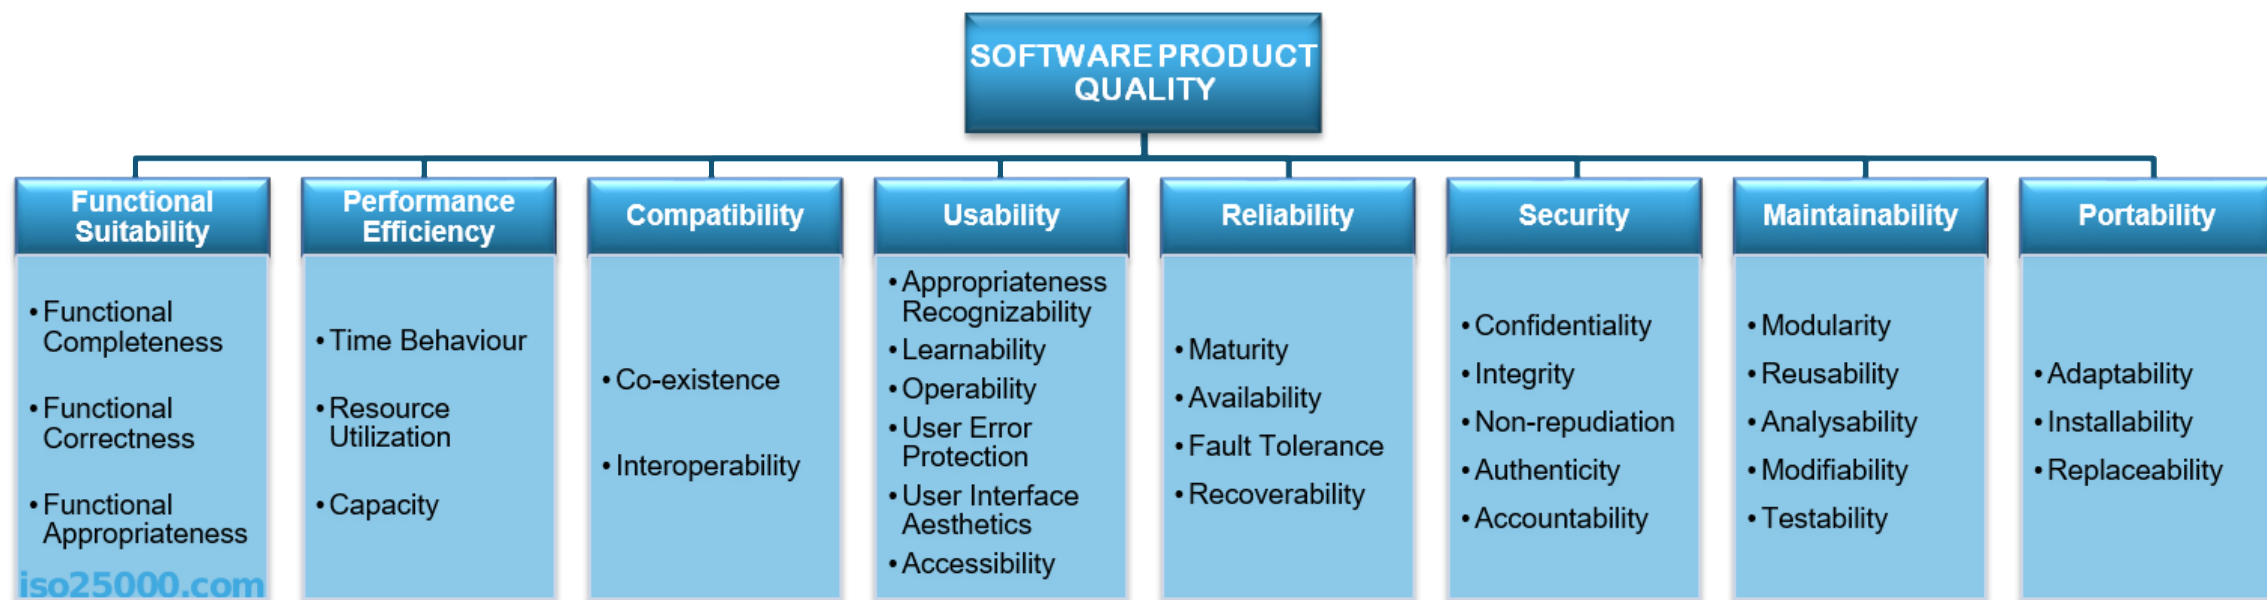 SOFTWARE PRODUCT
QUALITY
Functional
Suitability
• Functional
Completeness
• Functional
Correctness
• Functional
Appropriateness
iso25000.com
Performance
Efficiency
• Time Behaviour
• Resource
Utilization
• Capacity
Compatibility
• Co-existence
• Interoperability
Usability
• Appropriateness
Recognizability
• Learnability
• Operability
• User Error
Protection
• User Interface
Aesthetics
• Accessibility
Reliability
• Maturity
• Availability
• Fault Tolerance
• Recoverability
Security
• Confidentiality
• Integrity
• Non-repudiation
• Authenticity
• Accountability
Maintainability
• Modularity
• Reusability
• Analysability
• Modifiability
• Testability
Portability
• Adaptability
• Installability
• Replaceability